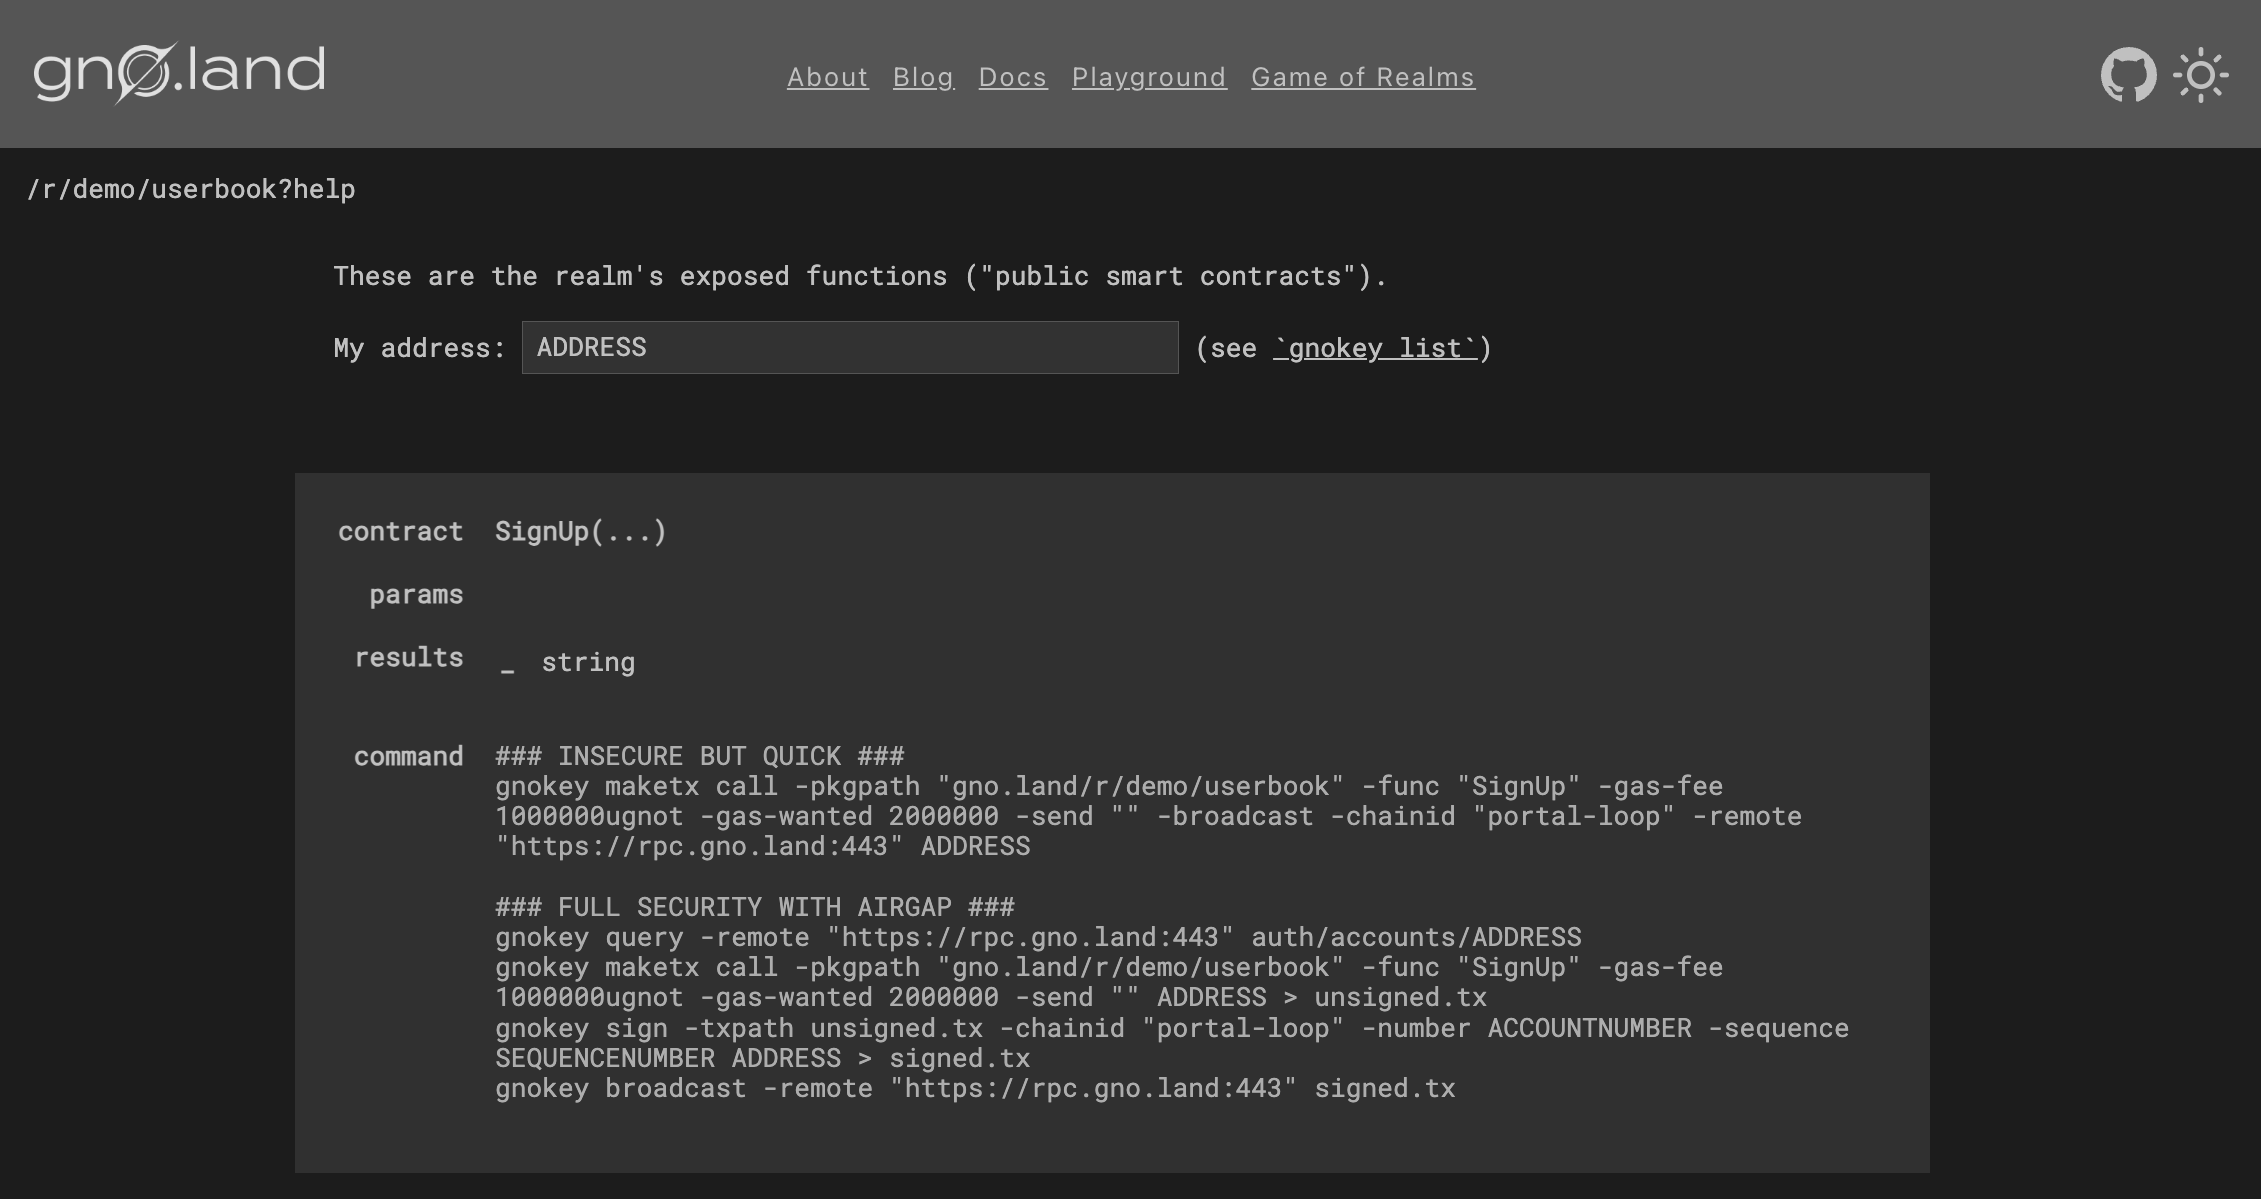 gno.land
About Blog Docs Playground Game of Realms
/r/demo/userbook?help
These are the realm's exposed functions ("public smart contracts").
My address: ADDRESS (see `gnokey list`)
contract SignUp(...)
params
results _ string
command ### INSECURE BUT QUICK ###
gnokey maketx call -pkgpath "gno.land/r/demo/userbook" -func "SignUp" -gas-fee
1000000ugnot -gas-wanted 2000000 -send "" -broadcast -chainid "portal-loop" -remote
"https://rpc.gno.land:443" ADDRESS
### FULL SECURITY WITH AIRGAP ###
gnokey query -remote "https://rpc.gno.land:443" auth/accounts/ADDRESS
gnokey maketx call -pkgpath "gno.land/r/demo/userbook" -func "SignUp" -gas-fee
1000000ugnot -gas-wanted 2000000 -send "" ADDRESS > unsigned.tx
gnokey sign -txpath unsigned.tx -chainid "portal-loop" -number ACCOUNTNUMBER -sequence
SEQUENCENUMBER ADDRESS > signed.tx
gnokey broadcast -remote "https://rpc.gno.land:443" signed.tx